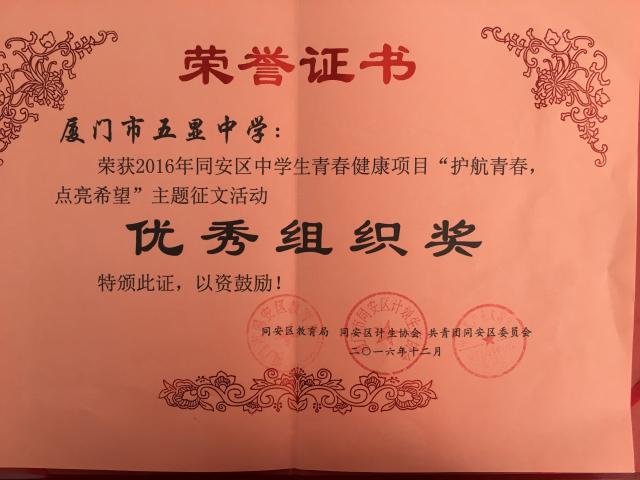 荣誉证书
厦门市五显中学：
荣获2016年同安区中学生青春健康项目“护航青春，
点亮希望”主题征文活动
优秀组织奖
特颁此证，以资鼓励！
同安区教育局 同安区计生协会 共青团同安区委员会
二〇一六年十二月